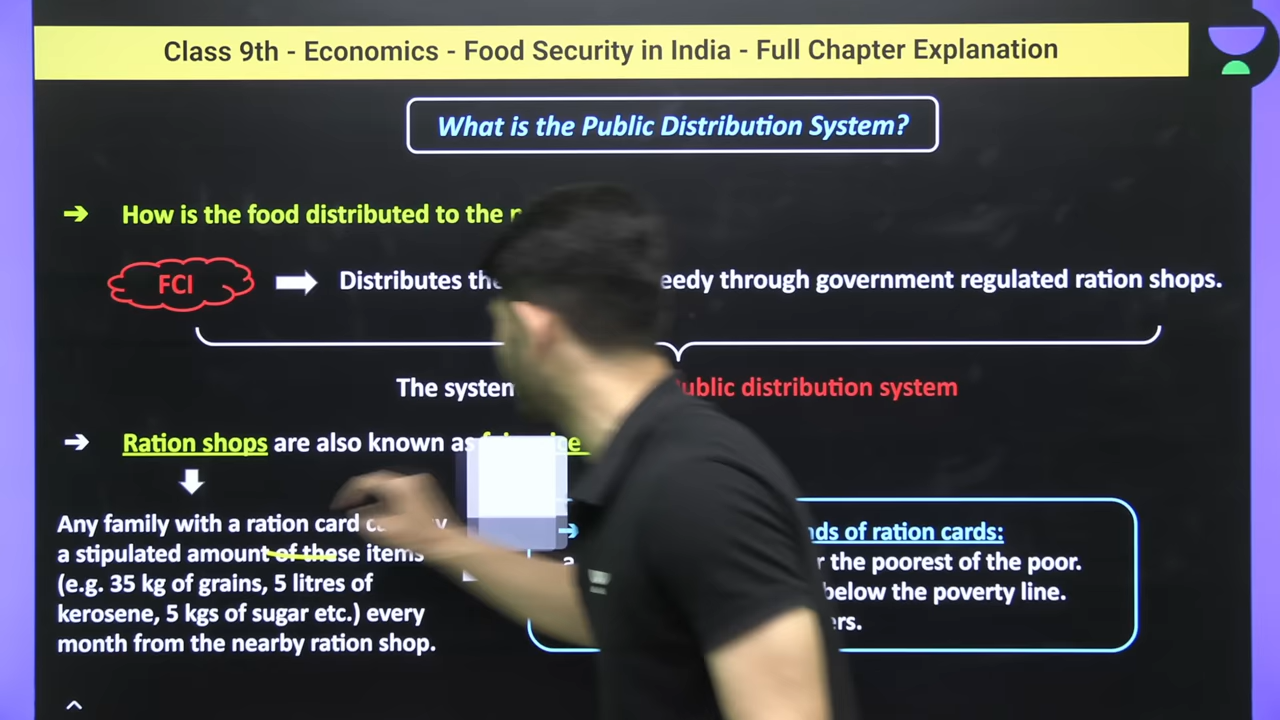 Class 9th - Economics - Food Security in India - Full Chapter Explanation
What is the Public Distribution System?
➔ How is the food distributed to the
FCI Distributes eedy through government regulated ration shops.
The system ublic distribution system
➔ Ration shops are also known as
Any family with a ration card
a stipulated amount of these items
(e.g. 35 kg of grains, 5 litres of
kerosene, 5 kgs of sugar etc.) every
month from the nearby ration shop.
➔ nds of ration cards:
r the poorest of the poor.
below the poverty line.
ers.